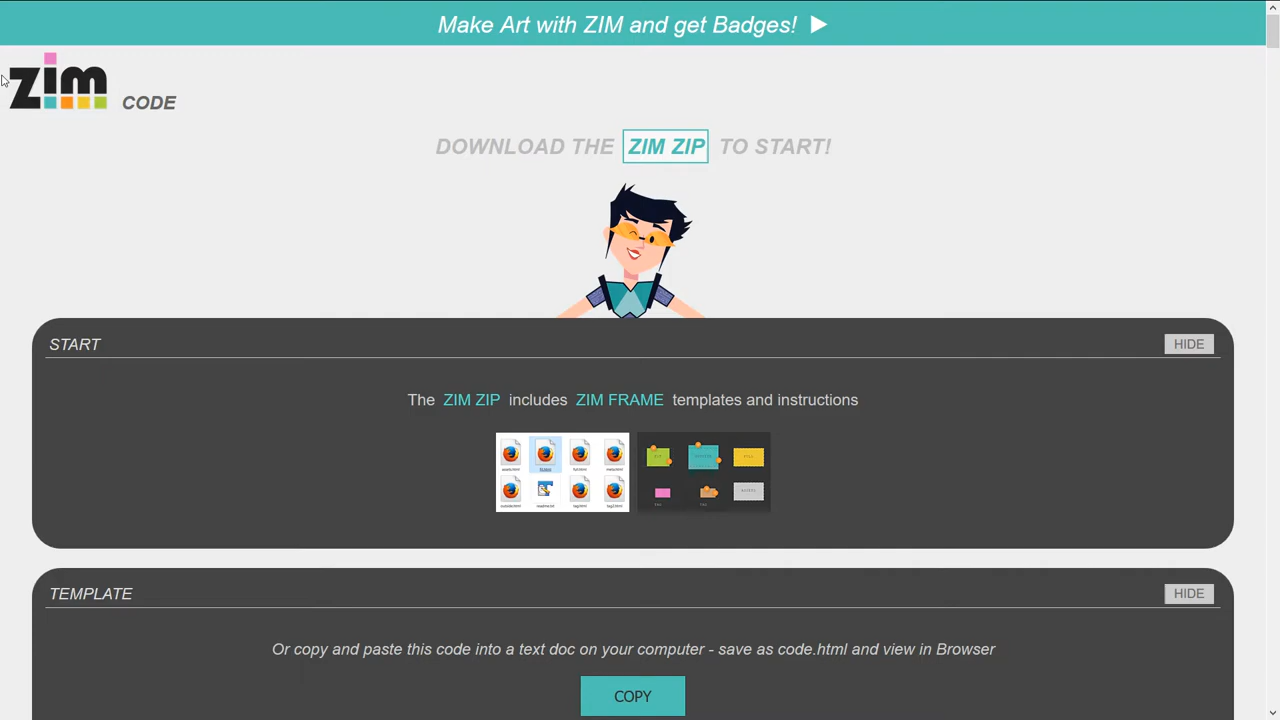 Make Art with ZIM and get Badges! ▶
zim CODE
DOWNLOAD THE ZIM ZIP TO START!
START
HIDE
The ZIM ZIP includes ZIM FRAME templates and instructions
TEMPLATE
HIDE
Or copy and paste this code into a text doc on your computer - save as code.html and view in Browser
COPY